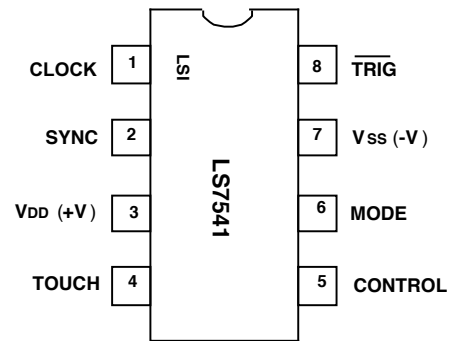 CLOCK 1 LSI 8 TRIG
SYNC 2 7 VSS (-V)
VDD (+V) 3 LS7541 6 MODE
TOUCH 4 5 CONTROL